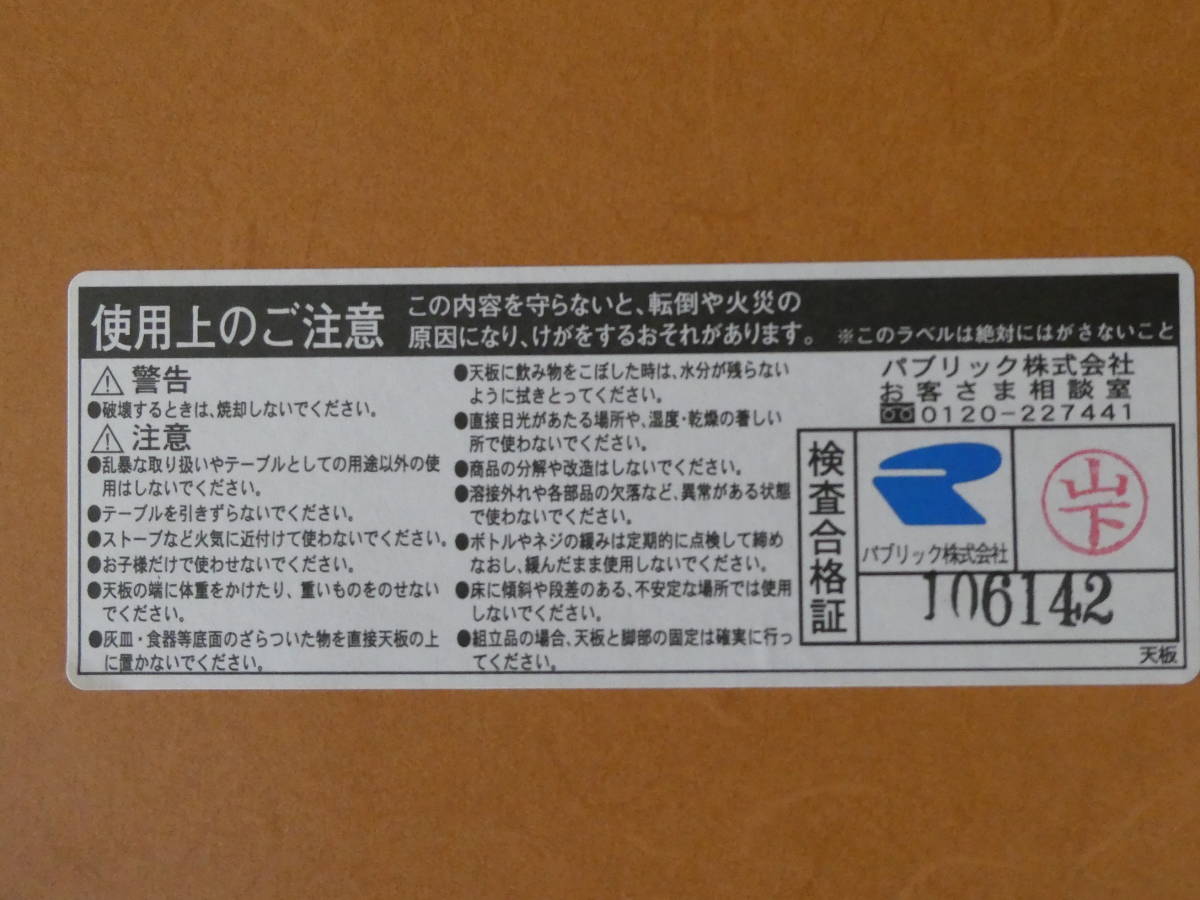 使用上のご注意
この内容を守らないと、転倒や火災の
原因になり、けがをするおそれがあります。
※このラベルは絶対にはがさないこと
警告
●破壊するときは、焼却しないでください。
注意
●乱暴な取り扱いやテーブルとしての用途以外の使
用はしないでください。
●テーブルを引きずらないでください。
●ストーブなど火気に近付けて使わないでください。
●お子様だけで使わせないでください。
●天板の端に体重をかけたり、重いものをのせない
でください。
●灰皿・食器等底面のざらついた物を直接天板の上
に置かないでください。
●天板に飲み物をこぼした時は、水分が残らない
ように拭きとってください。
●直接日光があたる場所や、湿度・乾燥の著しい
所で使わないでください。
●商品の分解や改造はしないでください。
●溶接外れや各部品の欠落など、異常がある状態
で使わないでください。
●ボトルやネジの緩みは定期的に点検して締め
なおし、緩んだまま使用しないでください。
●床に傾斜や段差のある、不安定な場所では使用
しないでください。
●組立品の場合、天板と脚部の固定は確実に行っ
てください。
パブリック株式会社
お客さま相談室
0120-227441
検査合格証
パブリック株式会社
山下
106142
天板